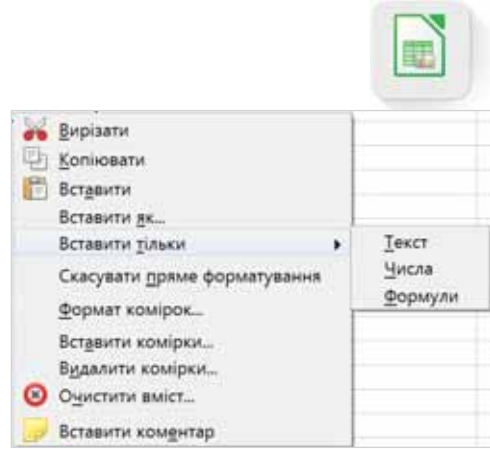 Вирізати
Копіювати
Вставити
Вставити як...
Вставити тільки
Текст
Числа
Формули
Скасувати пряме форматування
Формат комірок...
Вставити комірки...
Видалити комірки...
Очистити вміст...
Вставити коментар